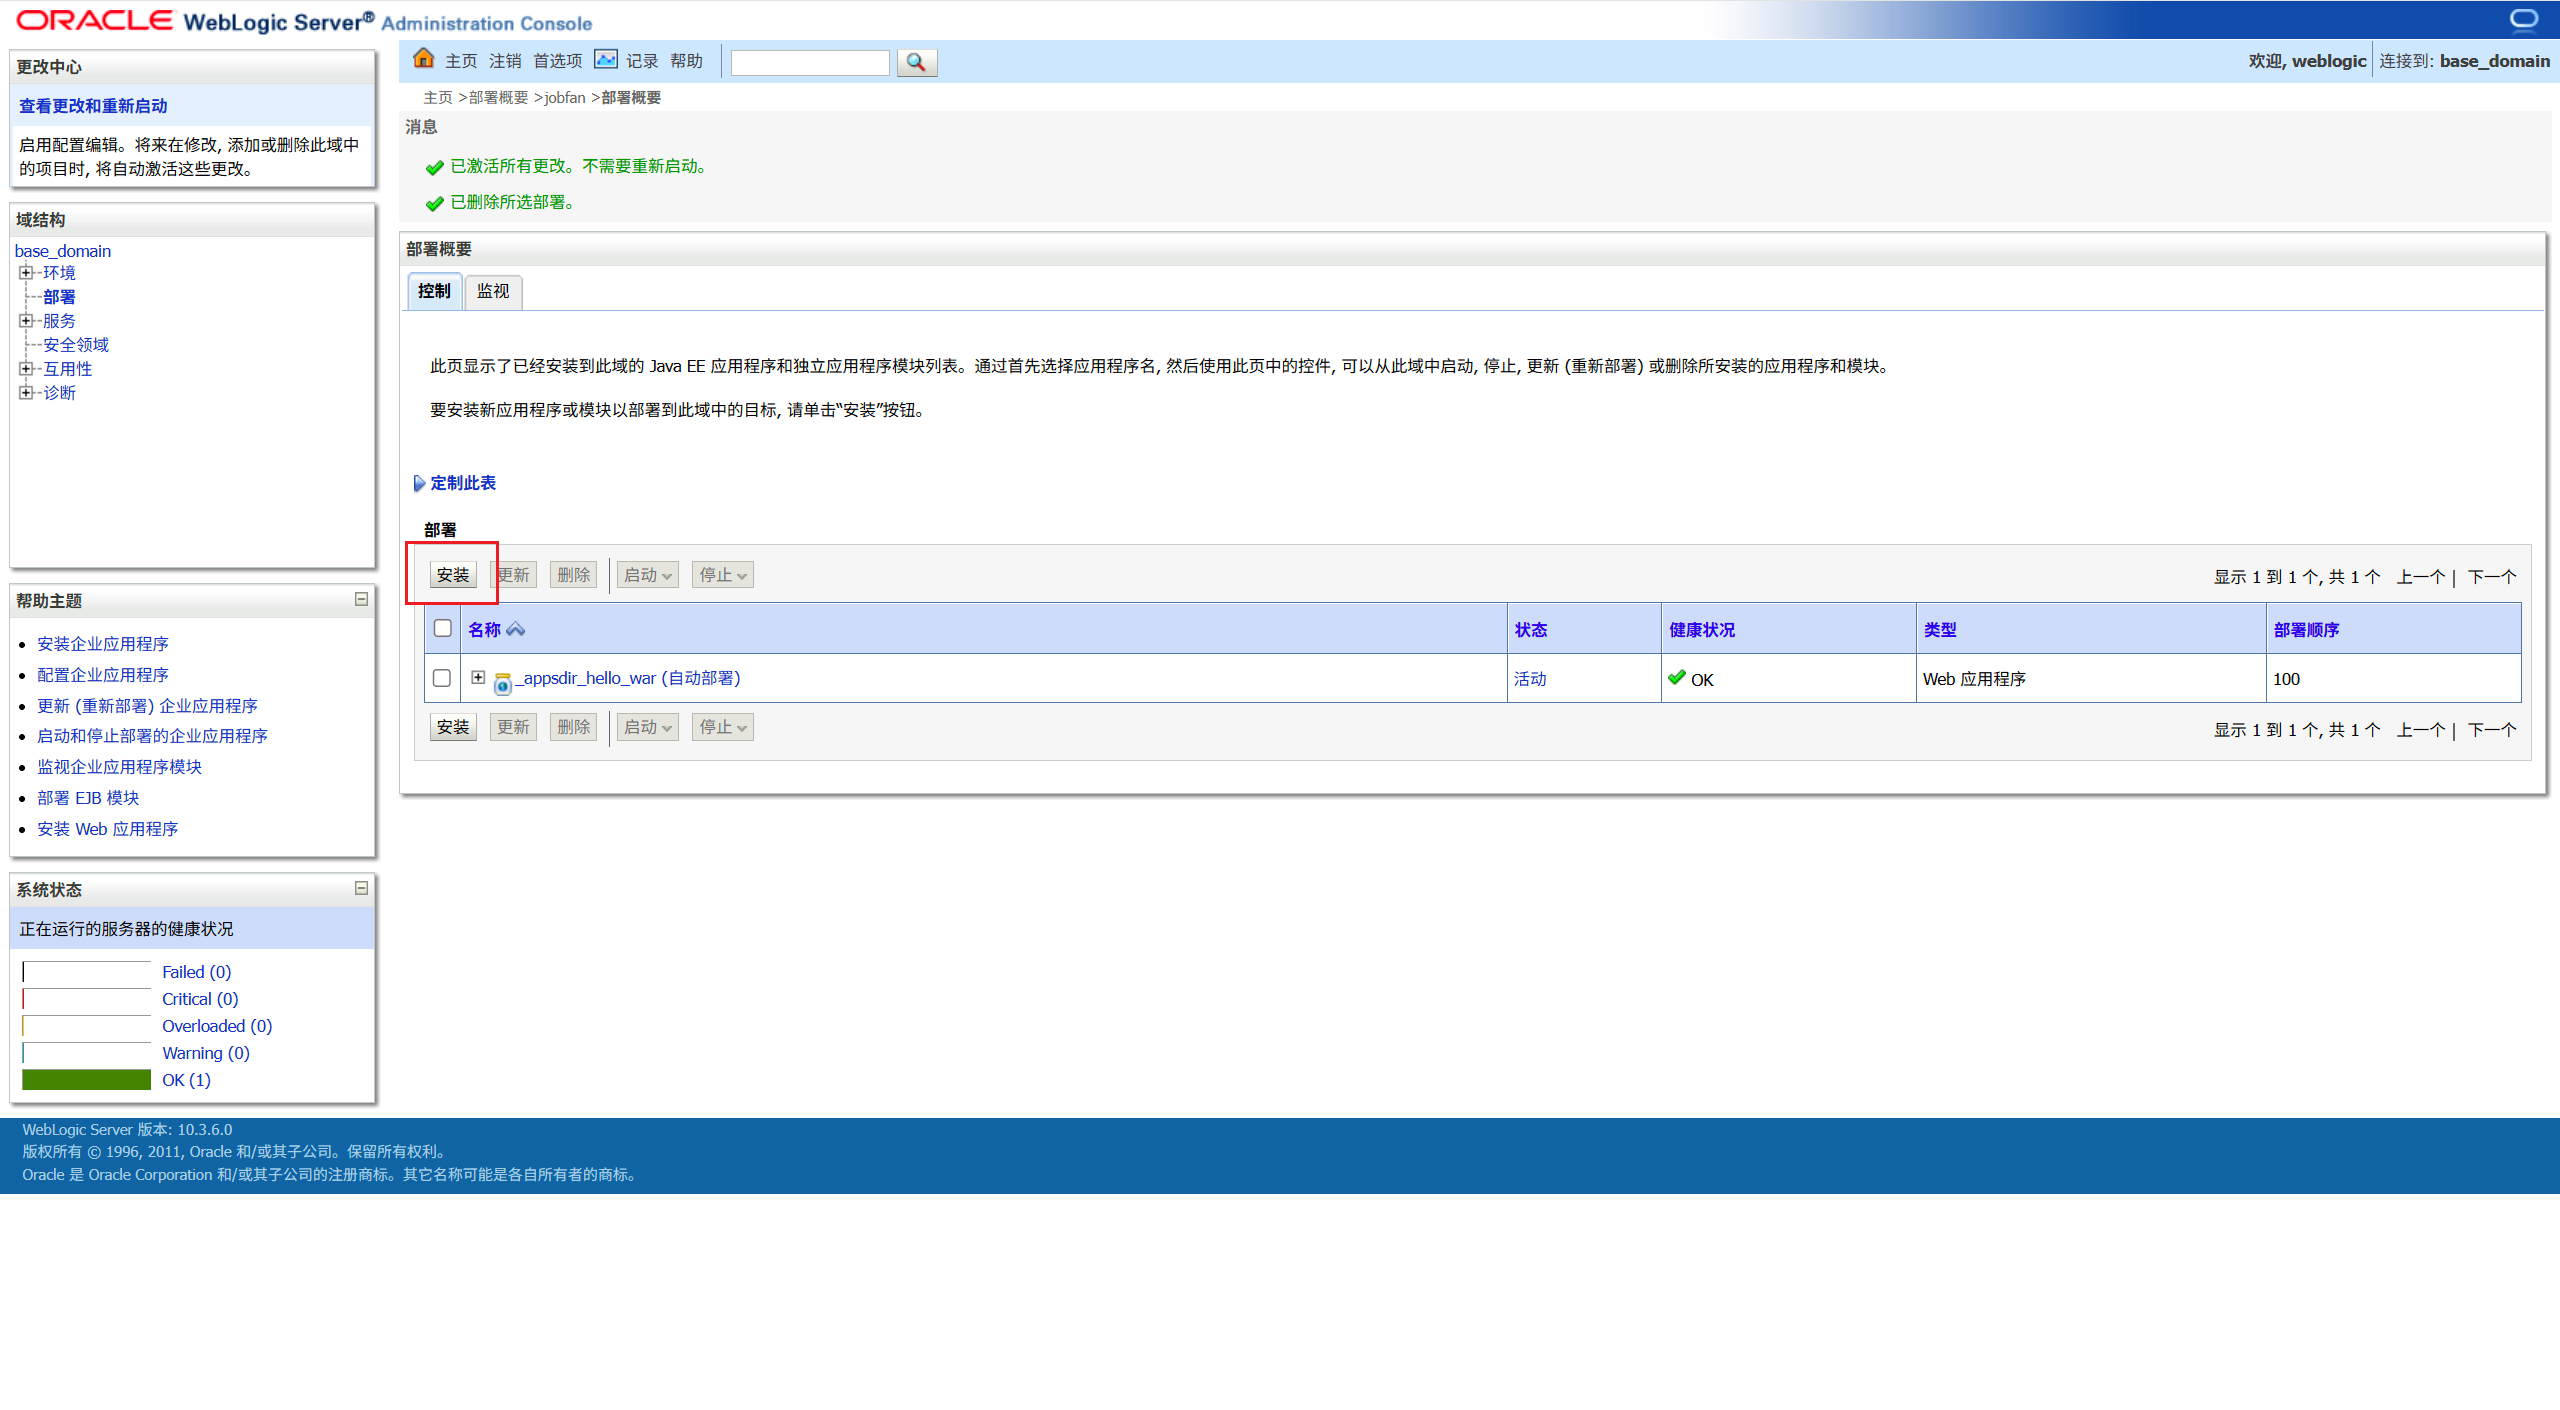 ORACLE WebLogic Server® Administration Console
更改中心
查看更改和重新启动
启用配置编辑。将来在修改, 添加或删除此域中
的项目时, 将自动激活这些更改。
域结构
base_domain
环境
部署
服务
安全领域
互用性
诊断
帮助主题
安装企业应用程序
配置企业应用程序
更新 (重新部署) 企业应用程序
启动和停止部署的企业应用程序
监视企业应用程序模块
部署 EJB 模块
安装 Web 应用程序
系统状态
正在运行的服务器的健康状况
Failed (0)
Critical (0)
Overloaded (0)
Warning (0)
OK (1)
主页 注销 首选项 记录 帮助
欢迎, weblogic 连接到: base_domain
主页 >部署概要 >jobfan >部署概要
消息
已激活所有更改。不需要重新启动。
已删除所选部署。
部署概要
控制 监视
此页显示了已经安装到此域的 Java EE 应用程序和独立应用程序模块列表。通过首先选择应用程序名, 然后使用此页中的控件, 可以从此域中启动, 停止, 更新 (重新部署) 或删除所安装的应用程序和模块。
要安装新应用程序或模块以部署到此域中的目标, 请单击“安装”按钮。
定制此表
部署
安装 更新 删除 启动 停止 显示 1 到 1 个, 共 1 个 上一个 | 下一个
名称 状态 健康状况 类型 部署顺序
_appsdir_hello_war (自动部署) 活动 OK Web 应用程序 100
安装 更新 删除 启动 停止 显示 1 到 1 个, 共 1 个 上一个 | 下一个
WebLogic Server 版本: 10.3.6.0
版权所有 © 1996, 2011, Oracle 和/或其子公司。保留所有权利。
Oracle 是 Oracle Corporation 和/或其子公司的注册商标。其它名称可能是各自所有者的商标。